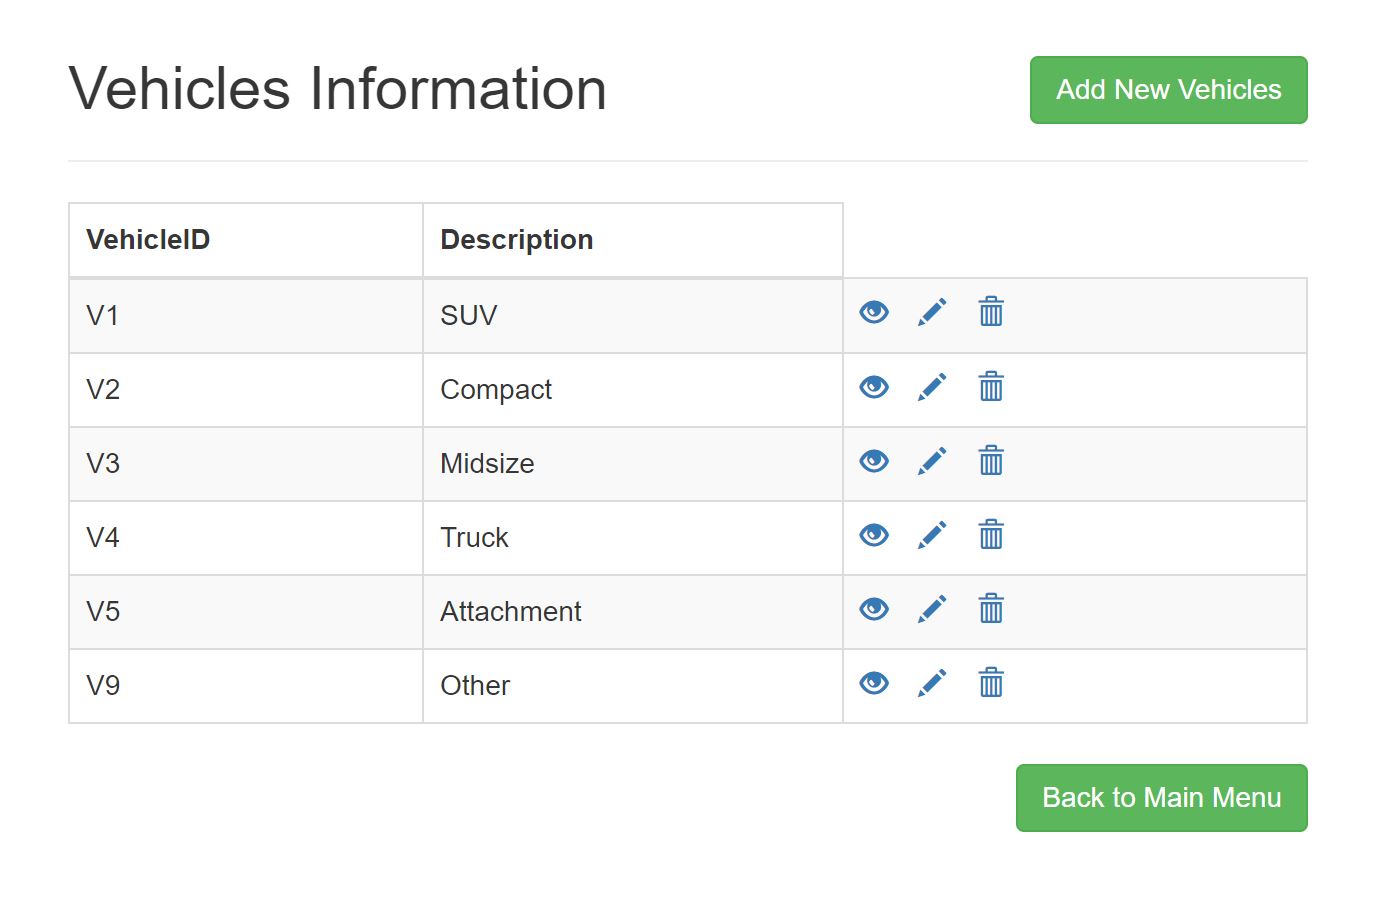 Vehicles Information
Add New Vehicles
VehicleID Description
V1 SUV
V2 Compact
V3 Midsize
V4 Truck
V5 Attachment
V9 Other
Back to Main Menu